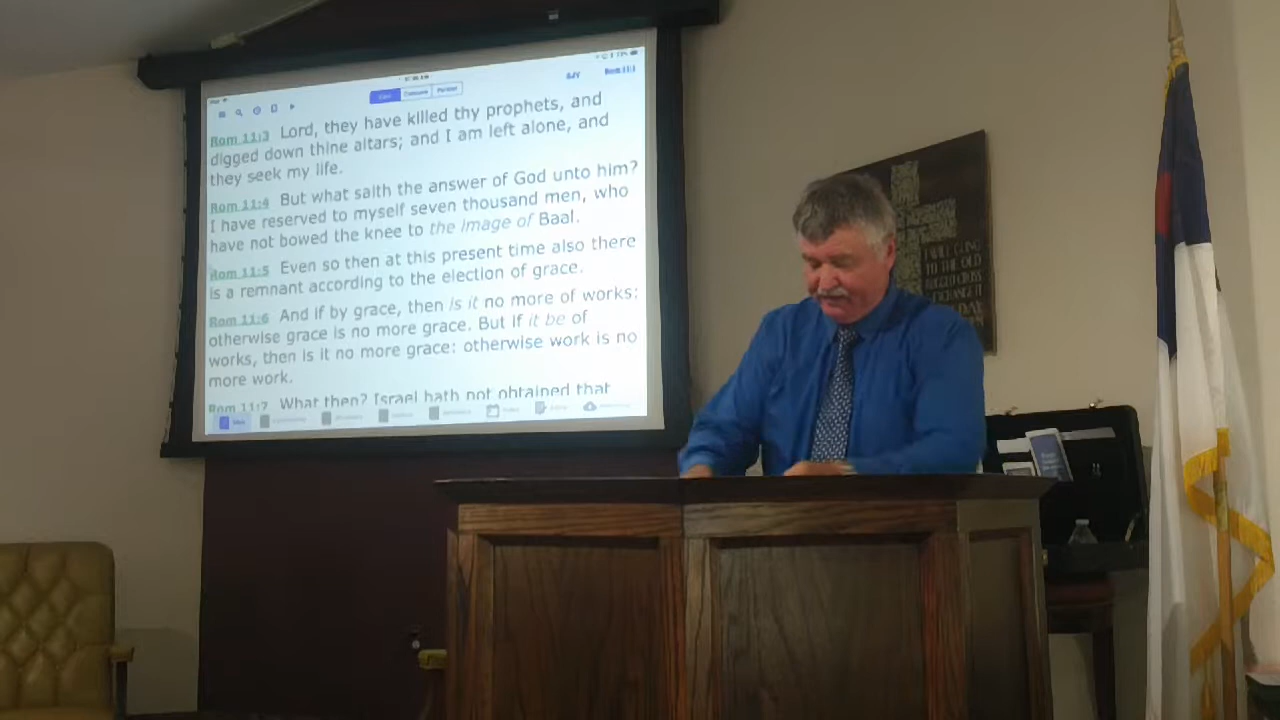 KJV Rom 11:1
Rom 11:3 Lord, they have killed thy prophets, and
digged down thine altars; and I am left alone, and
they seek my life.
Rom 11:4 But what saith the answer of God unto him?
I have reserved to myself seven thousand men, who
have not bowed the knee to the image of Baal.
Rom 11:5 Even so then at this present time also there
is a remnant according to the election of grace.
Rom 11:6 And if by grace, then is it no more of works:
otherwise grace is no more grace. But if it be of
works, then is it no more grace: otherwise work is no
more work.
Rom 11:7 What then? Israel hath not obtained that
I WILL CLING
TO THE OLD
RUGGED CROSS
EXCHANGE IT
DAY